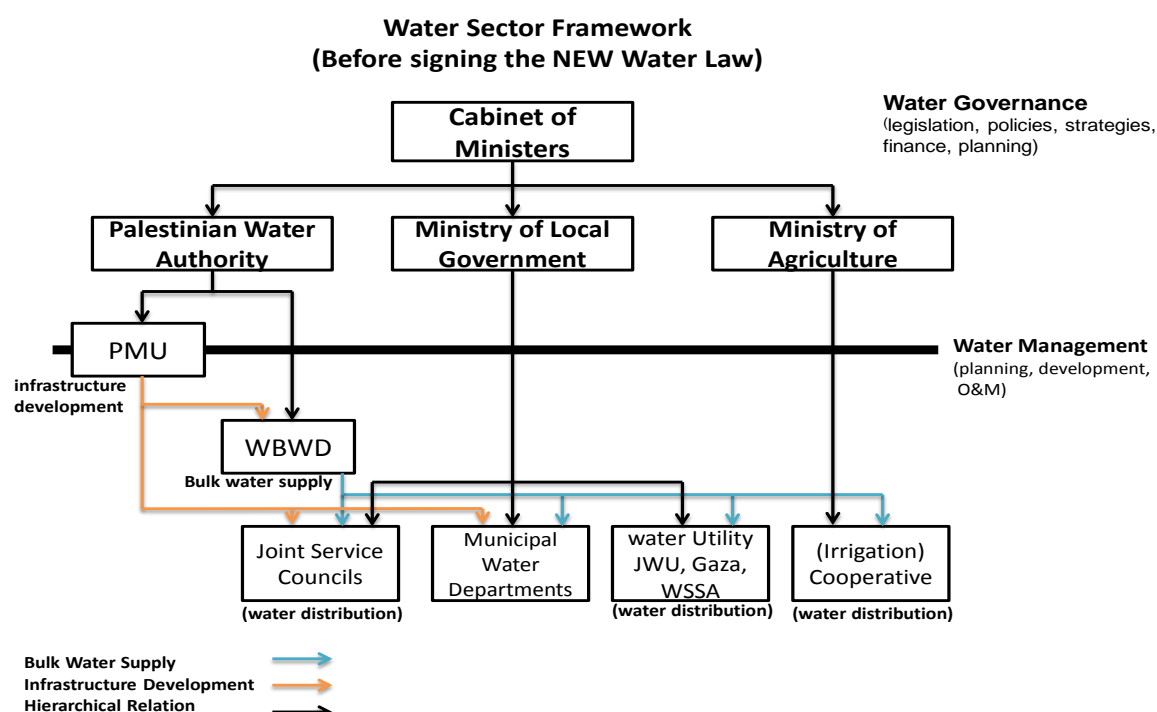 Water Sector Framework
(Before signing the NEW Water Law)
Water Governance
(legislation, policies, strategies,
finance, planning)
Cabinet of
Ministers
Palestinian Water
Authority
Ministry of Local
Government
Ministry of
Agriculture
PMU
Water Management
(planning, development,
O&M)
infrastructure
development
WBWD
Bulk water supply
Joint Service
Councils
(water distribution)
Municipal
Water
Departments
water Utility
JWU, Gaza,
WSSA
(water distribution)
(Irrigation)
Cooperative
(water distribution)
Bulk Water Supply
Infrastructure Development
Hierarchical Relation